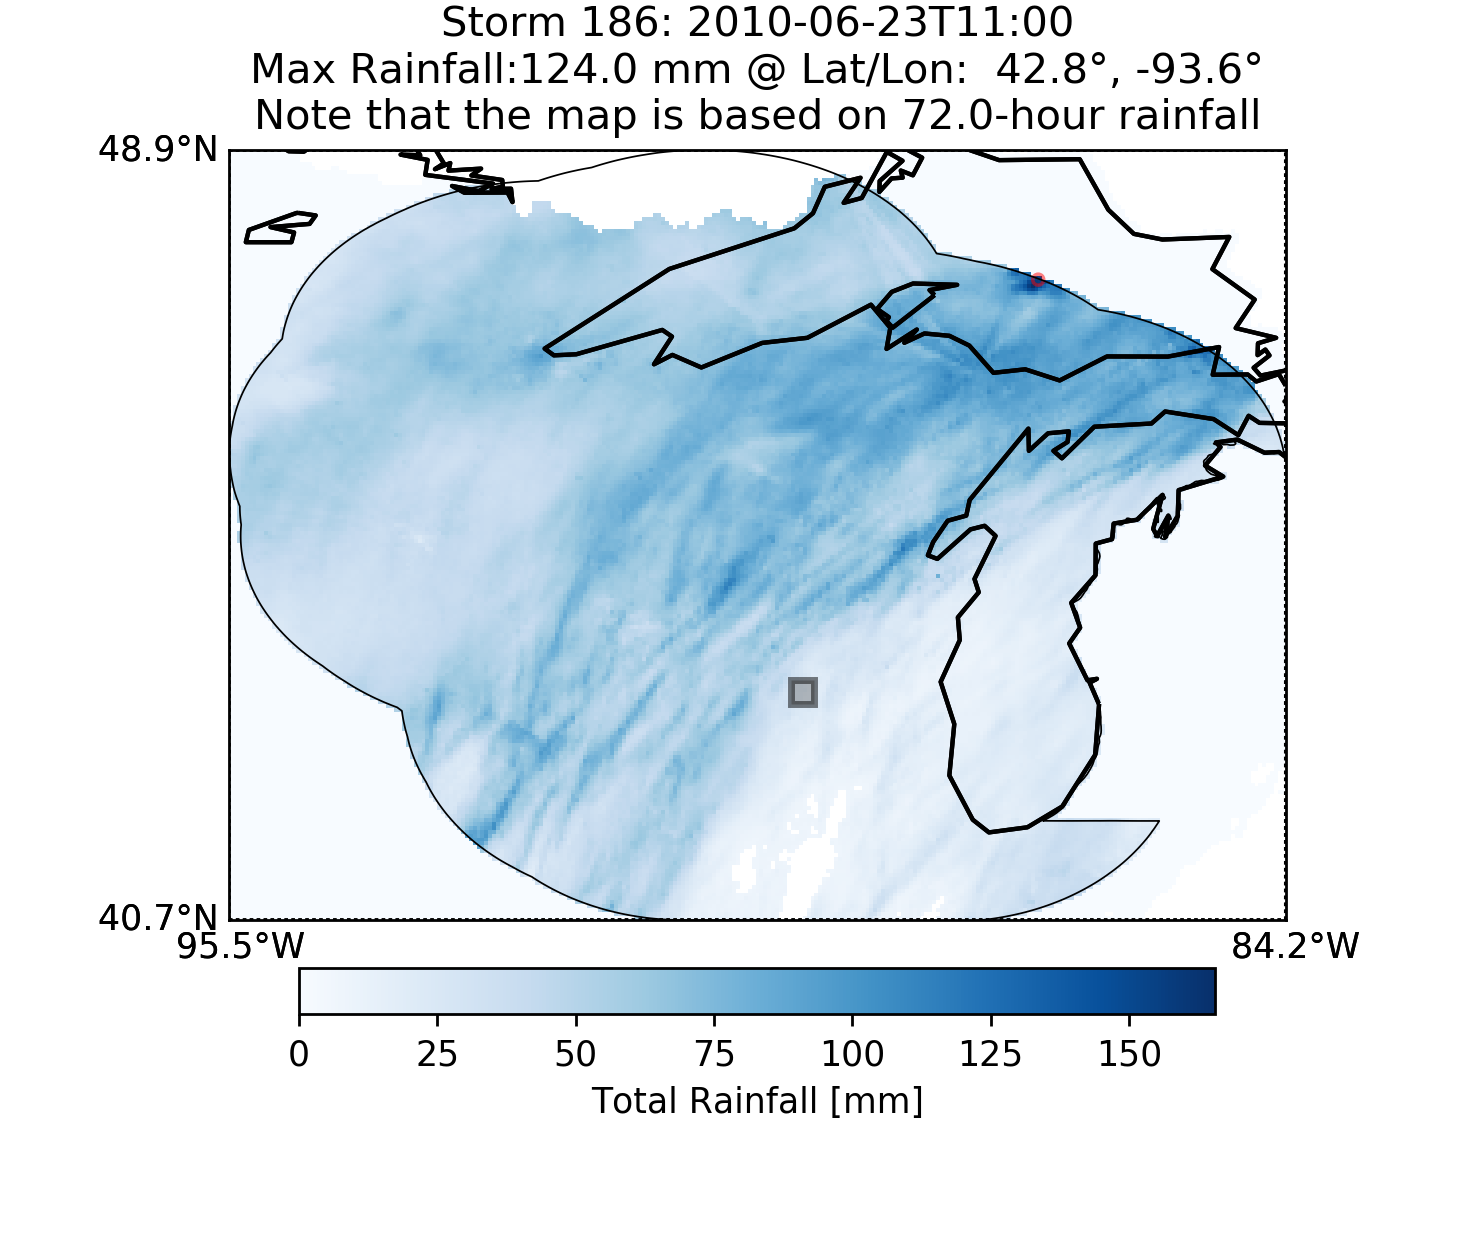 Storm 186: 2010-06-23T11:00
Max Rainfall:124.0 mm @ Lat/Lon:  42.8°, -93.6°
Note that the map is based on 72.0-hour rainfall
48.9°N
40.7°N
95.5°W 84.2°W
0 25 50 75 100 125 150
Total Rainfall [mm]